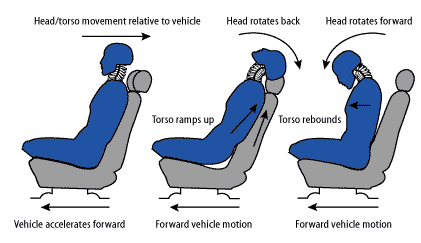 Head/torso movement relative to vehicle
Head rotates back
Head rotates forward
Torso ramps up
Torso rebounds
Vehicle accelerates forward
Forward vehicle motion
Forward vehicle motion